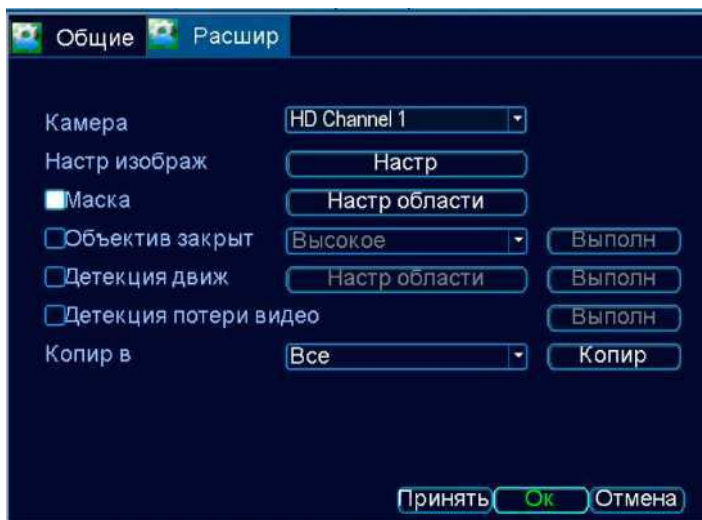 Общие Расшир
Камера HD Channel 1
Настр изображ Настр
Маска Настр области
Объектив закрыт Высокое Выполн
Детекция движ Настр области Выполн
Детекция потери видео Выполн
Копир в Все Копир
Принять Ок Отмена